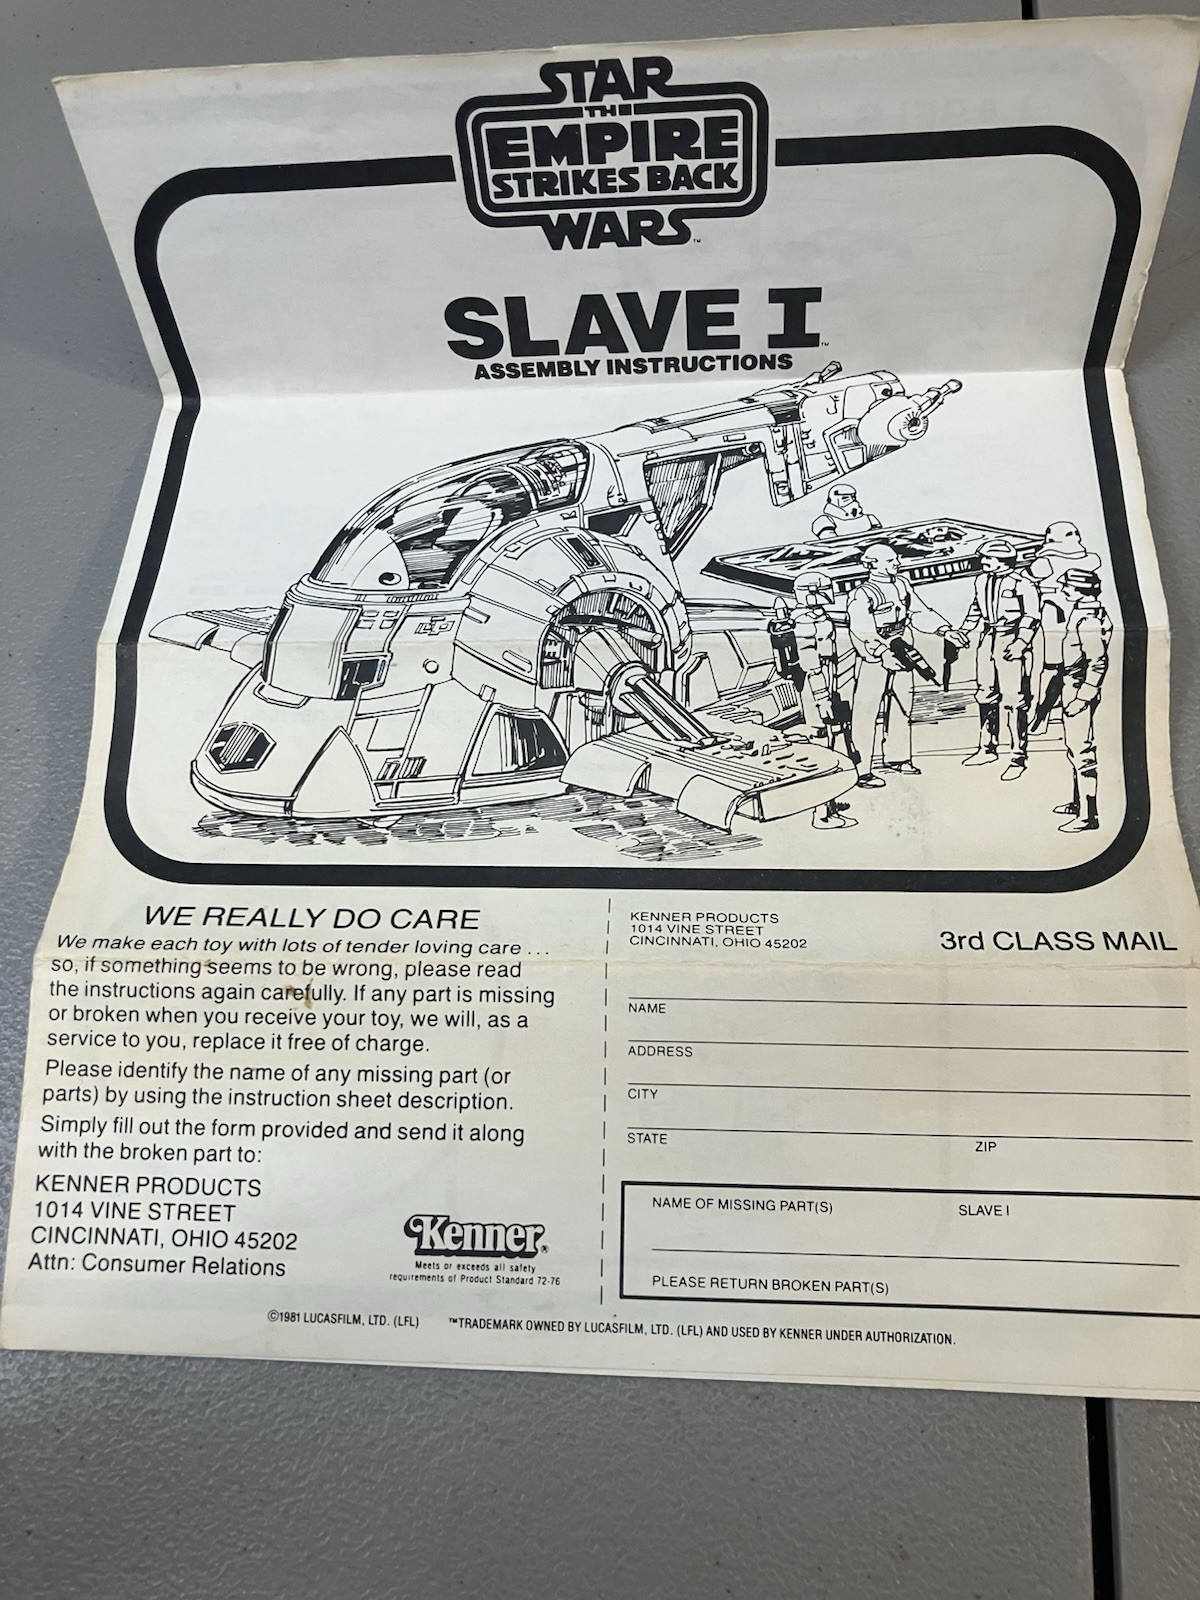 STAR
THE
EMPIRE
STRIKES BACK
WARS™
SLAVE I™
ASSEMBLY INSTRUCTIONS
WE REALLY DO CARE
We make each toy with lots of tender loving care ...
so, if something seems to be wrong, please read
the instructions again carefully. If any part is missing
or broken when you receive your toy, we will, as a
service to you, replace it free of charge.
Please identify the name of any missing part (or
parts) by using the instruction sheet description.
Simply fill out the form provided and send it along
with the broken part to:
KENNER PRODUCTS
1014 VINE STREET
CINCINNATI, OHIO 45202
Attn: Consumer Relations
Kenner®
Meets or exceeds all safety
requirements of Product Standard 72-76
KENNER PRODUCTS
1014 VINE STREET
CINCINNATI, OHIO 45202
3rd CLASS MAIL
NAME
ADDRESS
CITY
STATE ZIP
NAME OF MISSING PART(S) SLAVE I
PLEASE RETURN BROKEN PART(S)
©1981 LUCASFILM, LTD. (LFL) ™TRADEMARK OWNED BY LUCASFILM, LTD. (LFL) AND USED BY KENNER UNDER AUTHORIZATION.